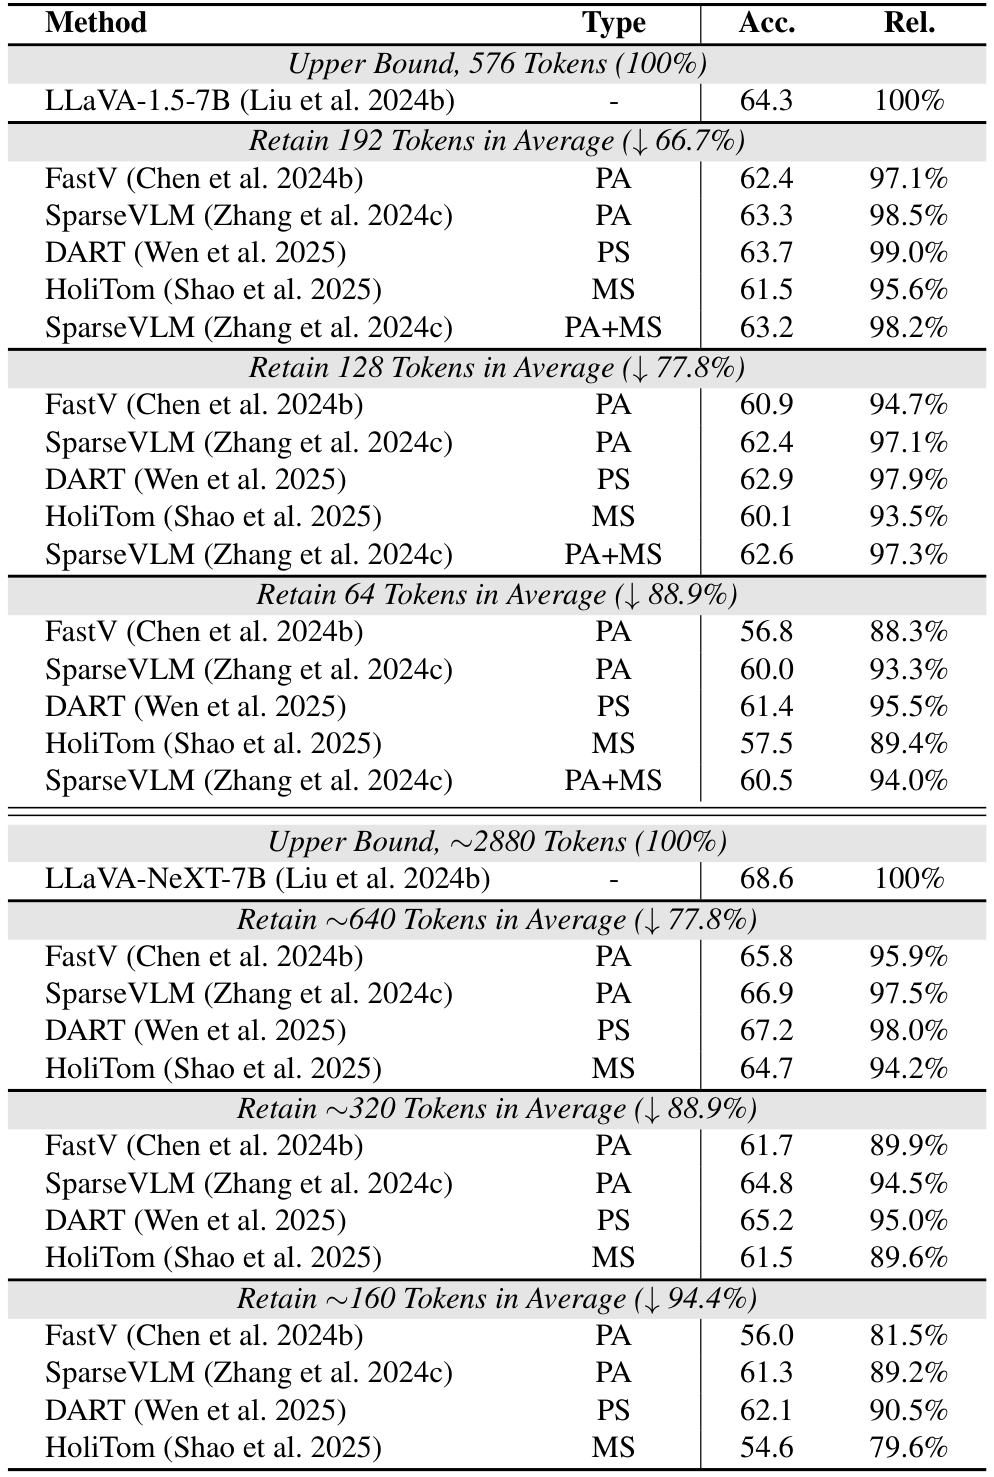 Method Type Acc. Rel.
Upper Bound, 576 Tokens (100%)
LLaVA-1.5-7B (Liu et al. 2024b) - 64.3 100%
Retain 192 Tokens in Average (↓ 66.7%)
FastV (Chen et al. 2024b) PA 62.4 97.1%
SparseVLM (Zhang et al. 2024c) PA 63.3 98.5%
DART (Wen et al. 2025) PS 63.7 99.0%
HoliTom (Shao et al. 2025) MS 61.5 95.6%
SparseVLM (Zhang et al. 2024c) PA+MS 63.2 98.2%
Retain 128 Tokens in Average (↓ 77.8%)
FastV (Chen et al. 2024b) PA 60.9 94.7%
SparseVLM (Zhang et al. 2024c) PA 62.4 97.1%
DART (Wen et al. 2025) PS 62.9 97.9%
HoliTom (Shao et al. 2025) MS 60.1 93.5%
SparseVLM (Zhang et al. 2024c) PA+MS 62.6 97.3%
Retain 64 Tokens in Average (↓ 88.9%)
FastV (Chen et al. 2024b) PA 56.8 88.3%
SparseVLM (Zhang et al. 2024c) PA 60.0 93.3%
DART (Wen et al. 2025) PS 61.4 95.5%
HoliTom (Shao et al. 2025) MS 57.5 89.4%
SparseVLM (Zhang et al. 2024c) PA+MS 60.5 94.0%
Upper Bound, ~2880 Tokens (100%)
LLaVA-NeXT-7B (Liu et al. 2024b) - 68.6 100%
Retain ~640 Tokens in Average (↓ 77.8%)
FastV (Chen et al. 2024b) PA 65.8 95.9%
SparseVLM (Zhang et al. 2024c) PA 66.9 97.5%
DART (Wen et al. 2025) PS 67.2 98.0%
HoliTom (Shao et al. 2025) MS 64.7 94.2%
Retain ~320 Tokens in Average (↓ 88.9%)
FastV (Chen et al. 2024b) PA 61.7 89.9%
SparseVLM (Zhang et al. 2024c) PA 64.8 94.5%
DART (Wen et al. 2025) PS 65.2 95.0%
HoliTom (Shao et al. 2025) MS 61.5 89.6%
Retain ~160 Tokens in Average (↓ 94.4%)
FastV (Chen et al. 2024b) PA 56.0 81.5%
SparseVLM (Zhang et al. 2024c) PA 61.3 89.2%
DART (Wen et al. 2025) PS 62.1 90.5%
HoliTom (Shao et al. 2025) MS 54.6 79.6%